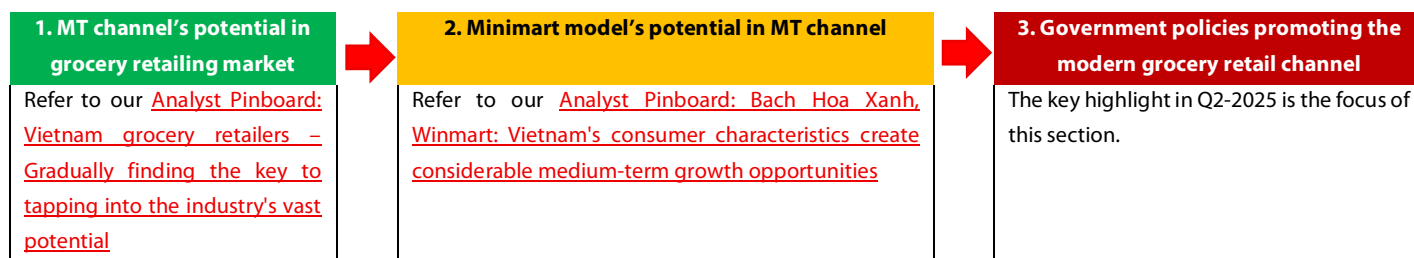 1. MT channel's potential in
grocery retailing market
Refer to our Analyst Pinboard:
Vietnam grocery retailers –
Gradually finding the key to
tapping into the industry's vast
potential
2. Minimart model's potential in MT channel
Refer to our Analyst Pinboard: Bach Hoa Xanh,
Winmart: Vietnam's consumer characteristics create
considerable medium-term growth opportunities
3. Government policies promoting the
modern grocery retail channel
The key highlight in Q2-2025 is the focus of
this section.